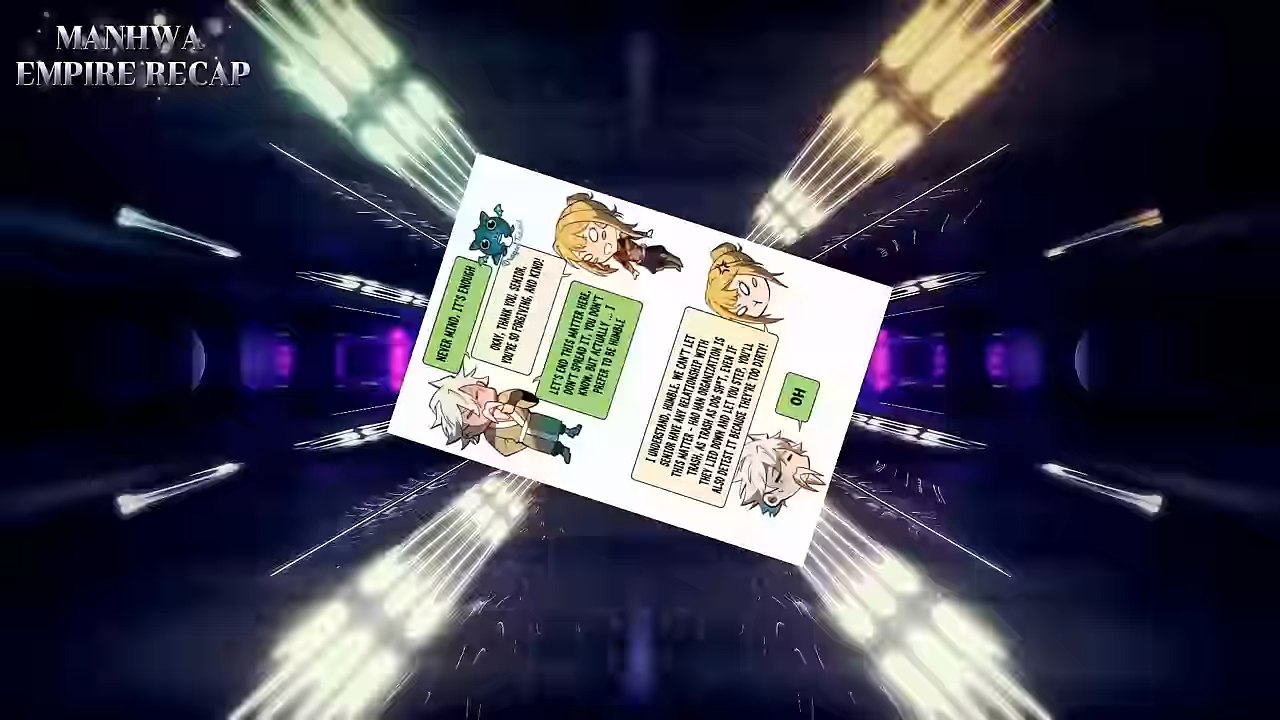 MANHWA
EMPIRE RECAP
NEVER MIND, IT'S ENOUGH
OKAY, THANK YOU, SENIOR,
YOU'RE SO FORGIVING, AND KIND!
LET'S END THIS MATTER HERE,
DON'T SPREAD IT, YOU DON'T
KNOW, BUT ACTUALLY ... I
PREFER TO BE HUMBLE
I UNDERSTAND, HUMBLE, WE CAN'T LET
SENIOR HAVE ANY RELATIONSHIP WITH
THIS MATTER - HAO HAN ORGANIZATION IS
TRASH, AS TRASH AS DOG SH*T, EVEN IF
THEY LIED DOWN AND LET YOU STEP, YOU'LL
ALSO DETEST IT BECAUSE THEY'RE TOO DIRTY!
HO